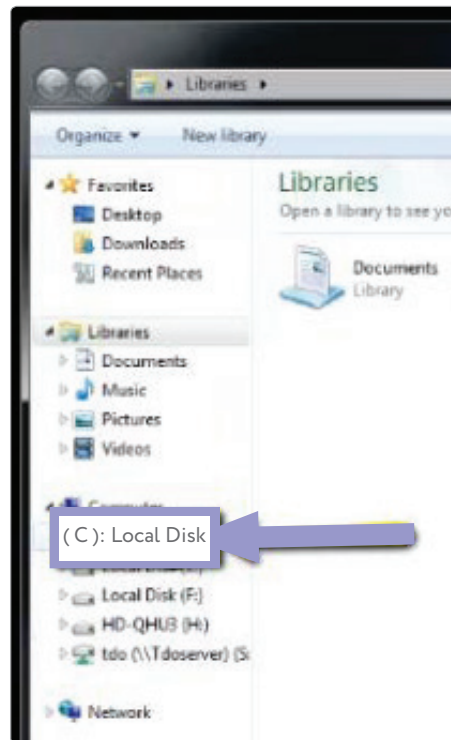 Libraries
Organize
New library
Favorites
Desktop
Downloads
Recent Places
Libraries
Documents
Music
Pictures
Videos
Computer
(C): Local Disk
Local Disk (F:)
HD-QHU3 (H:)
tdo (\\Tdoserver) (S:
Network
Libraries
Open a library to see yo
Documents
Library